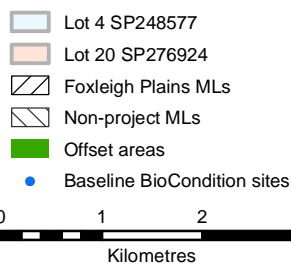 Lot 4 SP248577
Lot 20 SP276924
Foxleigh Plains MLs
Non-project MLs
Offset areas
Baseline BioCondition sites
0 1 2
Kilometres